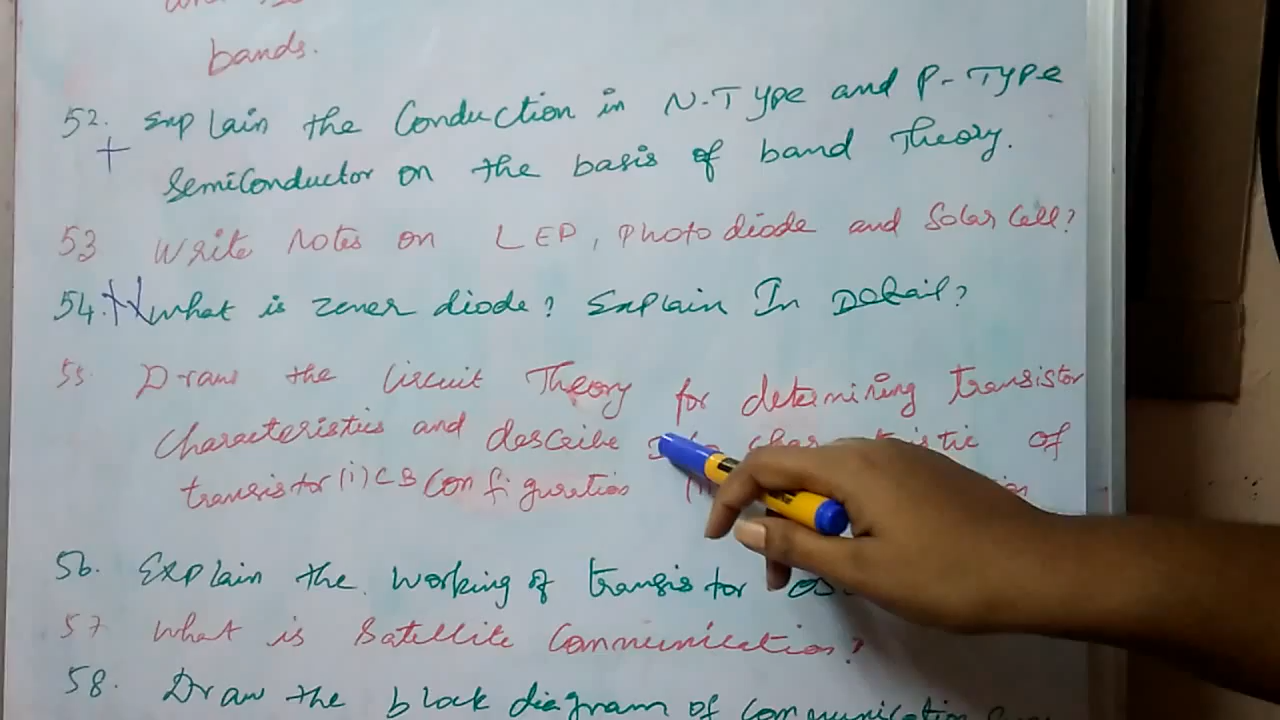 bands.
52. Explain the Conduction in N-Type and P-Type
+ Semiconductor on the basis of band Theory.
53 Write Notes on LED, Photodiode and Solar Cell?
54. What is zener diode? Explain In Detail?
55. Draw the Circuit Theory for determining transistor
characteristics and describe of
transistor (i) CB configuration
56. Explain the working of transistor
57 What is Satellite Communication?
58. Draw the block diagram of